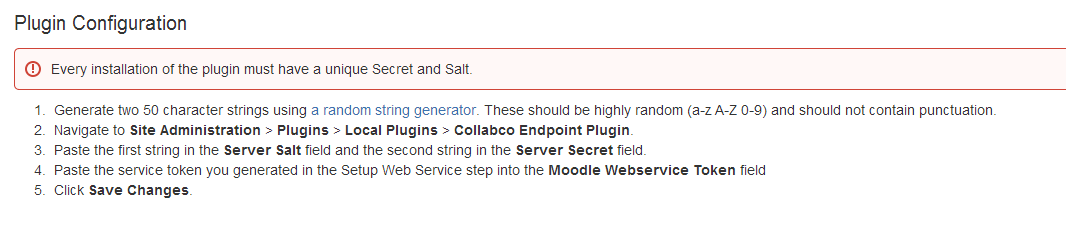 Plugin Configuration
Every installation of the plugin must have a unique Secret and Salt.
1. Generate two 50 character strings using a random string generator. These should be highly random (a-z A-Z 0-9) and should not contain punctuation.
2. Navigate to Site Administration > Plugins > Local Plugins > Collabco Endpoint Plugin.
3. Paste the first string in the Server Salt field and the second string in the Server Secret field.
4. Paste the service token you generated in the Setup Web Service step into the Moodle Webservice Token field
5. Click Save Changes.